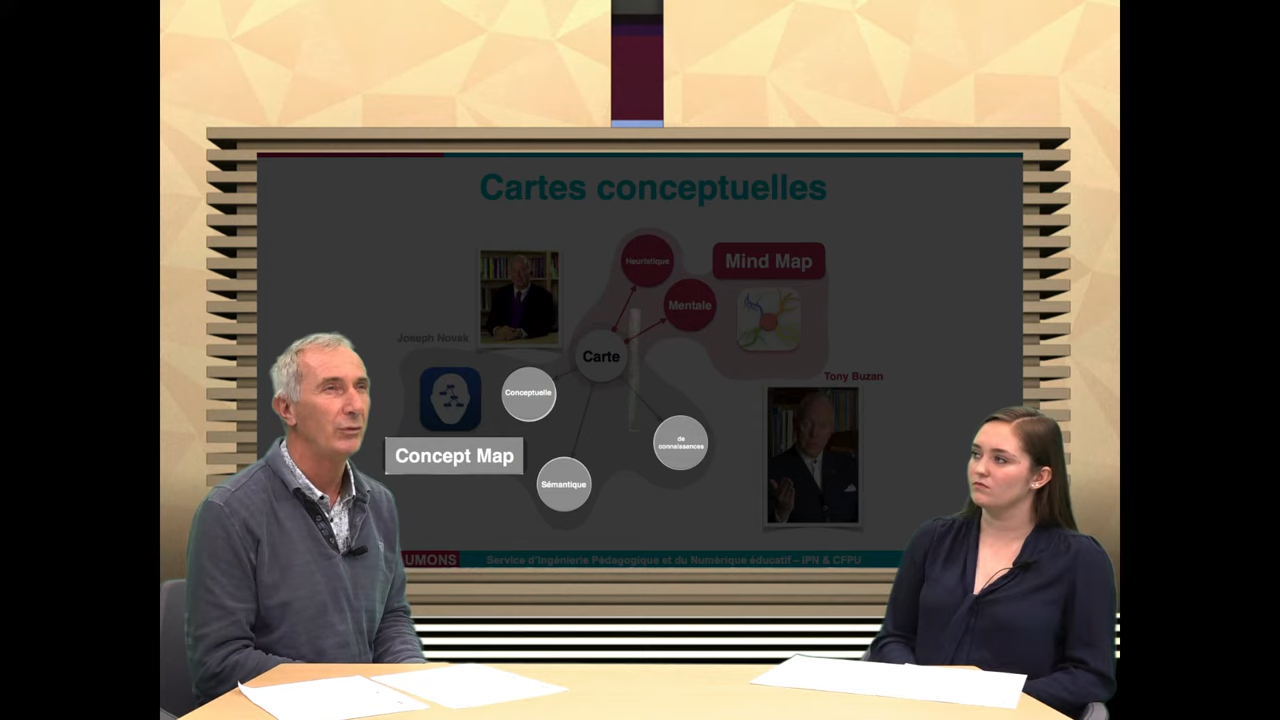 Cartes conceptuelles
Heuristique
Mind Map
Mentale
Joseph Novak
Carte
Tony Buzan
Conceptuelle
de
connaissances
Concept Map
Sémantique
UMONS
Service d'Ingénierie Pédagogique et du Numérique éducatif – IPN & CFPU